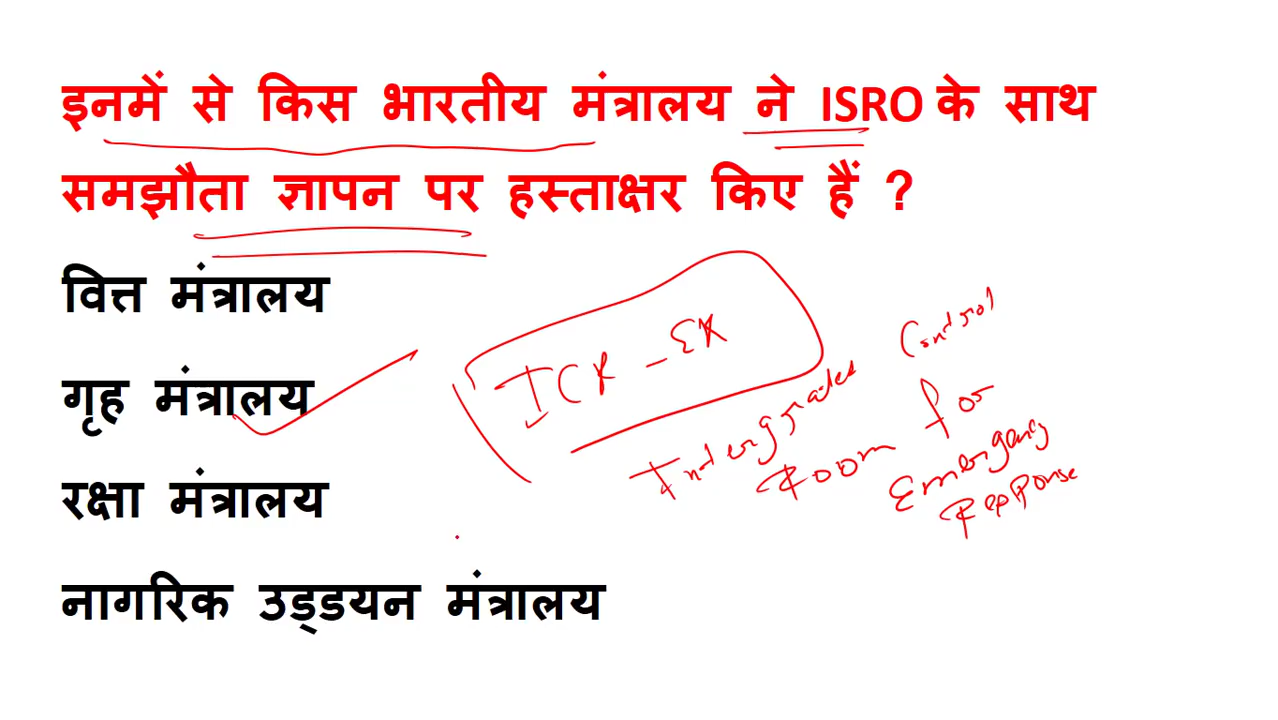 इनमें से किस भारतीय मंत्रालय ने ISRO के साथ
समझौता ज्ञापन पर हस्ताक्षर किए हैं ?
वित्त मंत्रालय
गृह मंत्रालय
रक्षा मंत्रालय
नागरिक उड्डयन मंत्रालय
ICR - ER
Intergrates Control
Room for
Emergency
Response